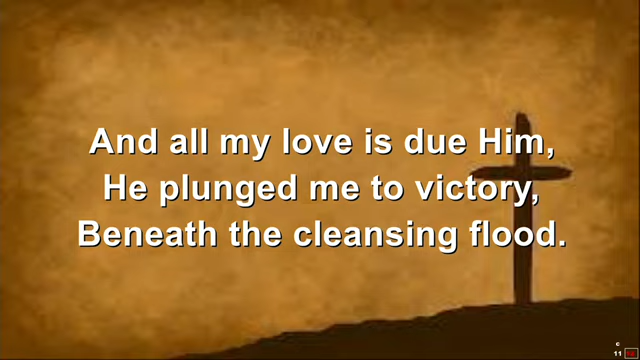 And all my love is due Him,
He plunged me to victory,
Beneath the cleansing flood.
c
11